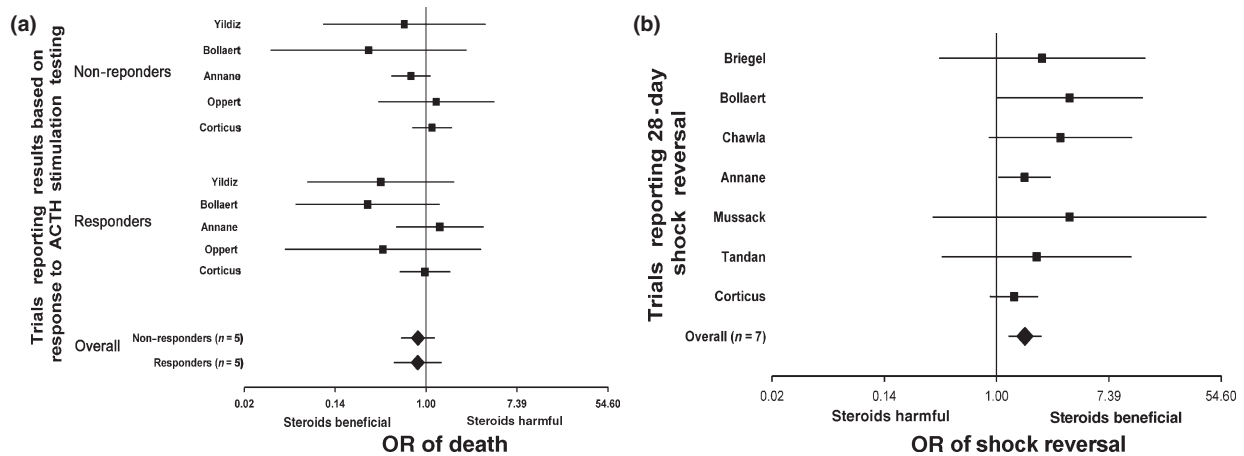 (a)
Trials reporting results based on
response to ACTH stimulation testing
Non-reponders
Yildiz
Bollaert
Annane
Oppert
Corticus
Responders
Yildiz
Bollaert
Annane
Oppert
Corticus
Overall
Non-responders (n = 5)
Responders (n = 5)
0.02 0.14 1.00 7.39 54.60
Steroids beneficial Steroids harmful
OR of death
(b)
Trials reporting 28-day
shock reversal
Briegel
Bollaert
Chawla
Annane
Mussack
Tandan
Corticus
Overall (n = 7)
0.02 0.14 1.00 7.39 54.60
Steroids harmful Steroids beneficial
OR of shock reversal